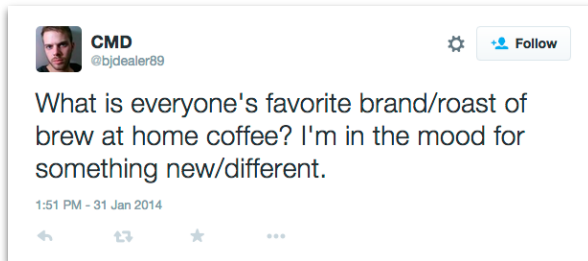 CMD
@bjdealer89
Follow
What is everyone's favorite brand/roast of
brew at home coffee? I'm in the mood for
something new/different.
1:51 PM - 31 Jan 2014